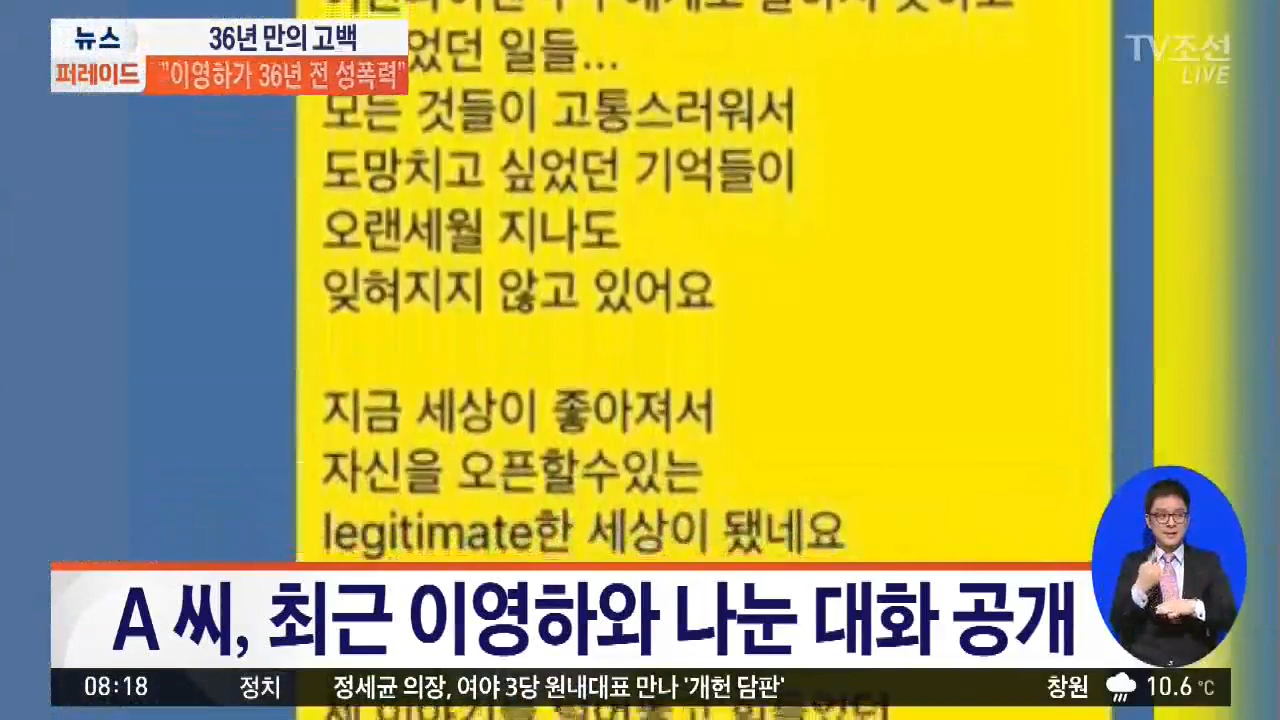 뉴스
퍼레이드
36년 만의 고백
"이영하가 36년 전 성폭력"
TV조선
LIVE
었던 일들...
모든 것들이 고통스러워서
도망치고 싶었던 기억들이
오랜세월 지나도
잊혀지지 않고 있어요
지금 세상이 좋아져서
자신을 오픈할수있는
legitimate한 세상이 됐네요
A 씨, 최근 이영하와 나눈 대화 공개
08:18 정치 정세균 의장, 여야 3당 원내대표 만나 '개헌 담판' 창원 10.6℃